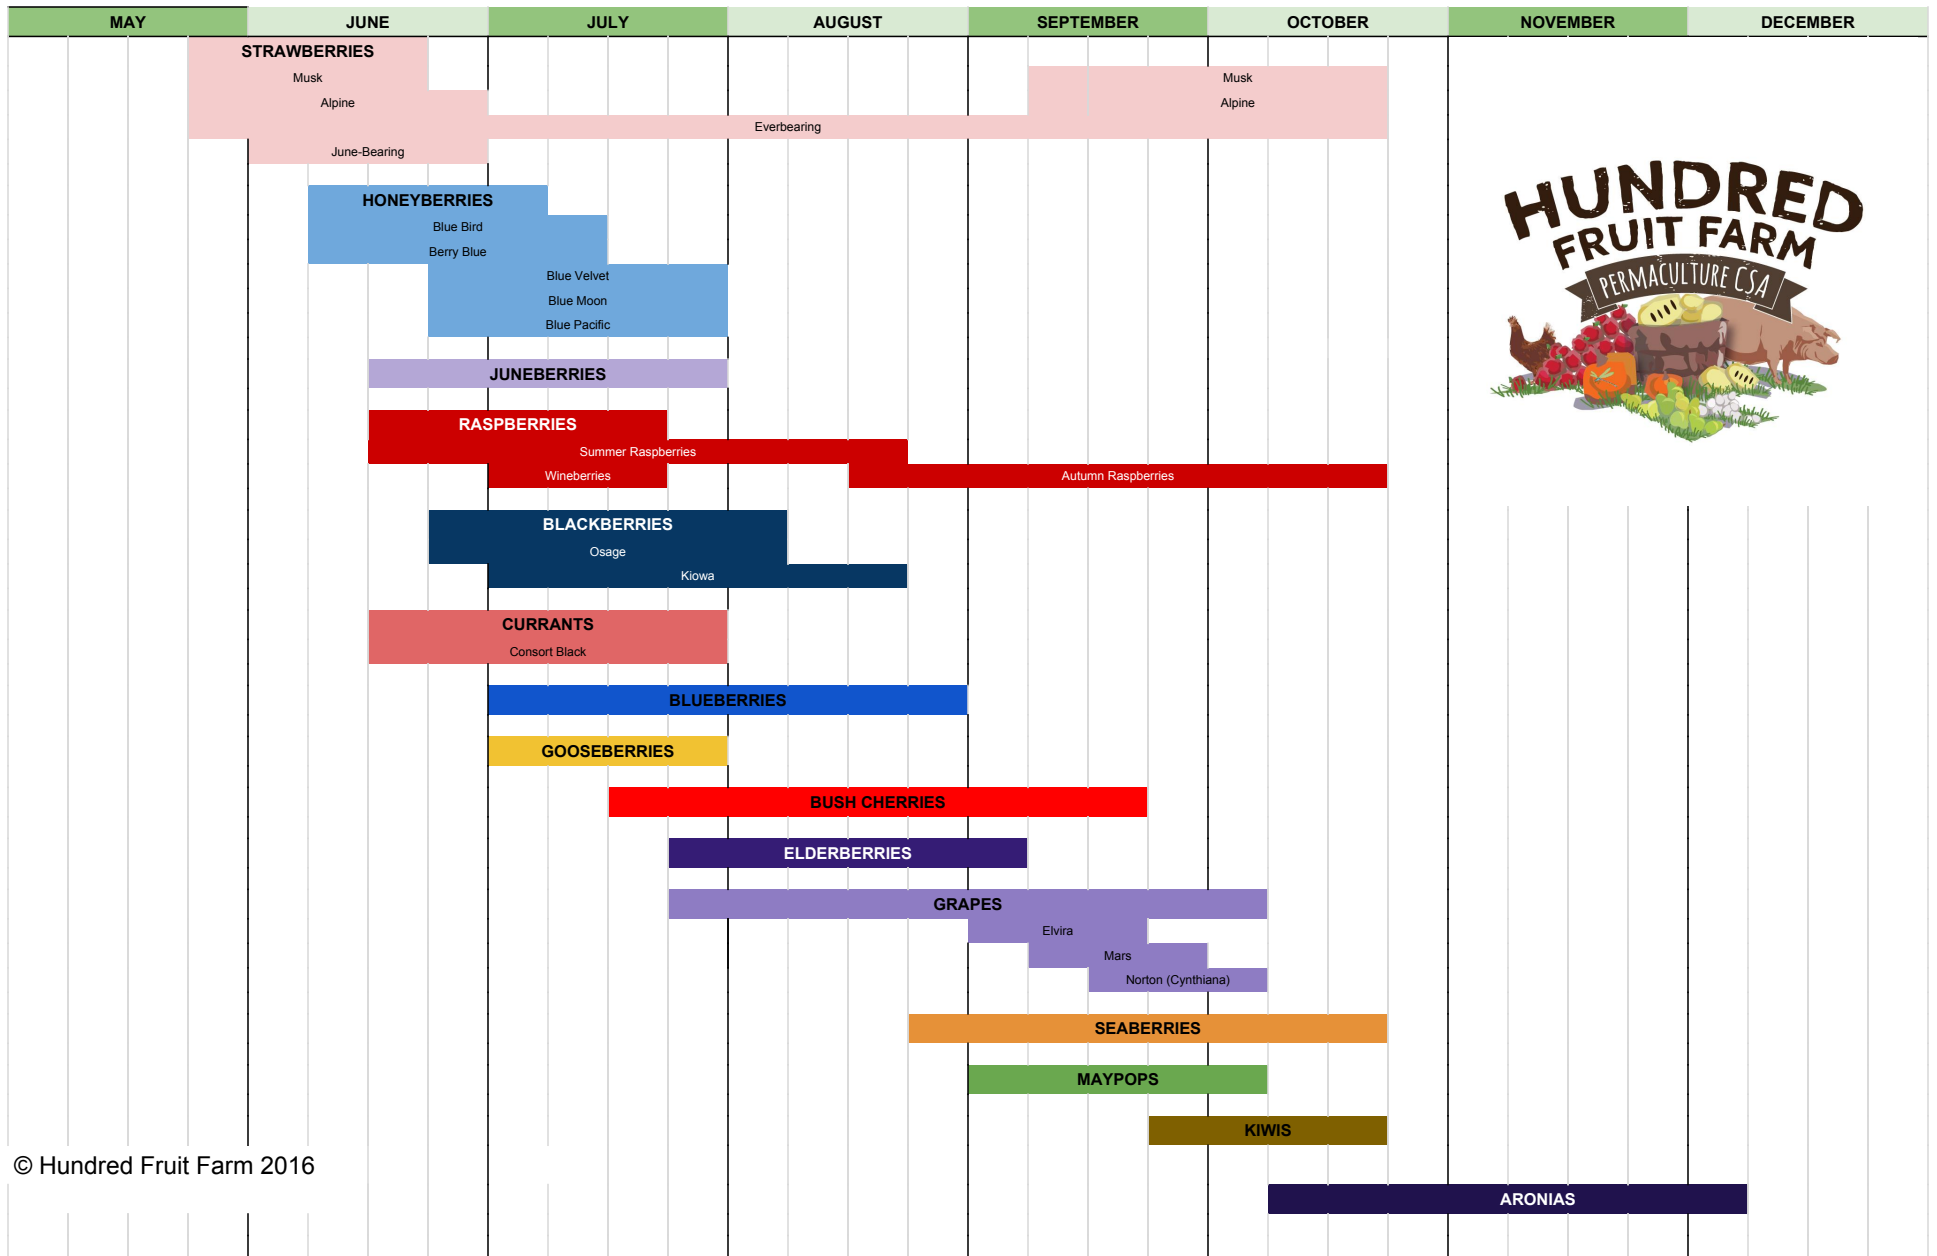 MAY JUNE JULY AUGUST SEPTEMBER OCTOBER NOVEMBER DECEMBER
STRAWBERRIES
Musk Musk
Alpine Alpine
Everbearing
June-Bearing
HONEYBERRIES
Blue Bird
Berry Blue
Blue Velvet
Blue Moon
Blue Pacific
HUNDRED
FRUIT FARM
PERMACULTURE CSA
JUNEBERRIES
RASPBERRIES
Summer Raspberries
Wineberries Autumn Raspberries
BLACKBERRIES
Osage
Kiowa
CURRANTS
Consort Black
BLUEBERRIES
GOOSEBERRIES
BUSH CHERRIES
ELDERBERRIES
GRAPES
Elvira
Mars
Norton (Cynthiana)
SEABERRIES
MAYPOPS
KIWIS
© Hundred Fruit Farm 2016
ARONIAS